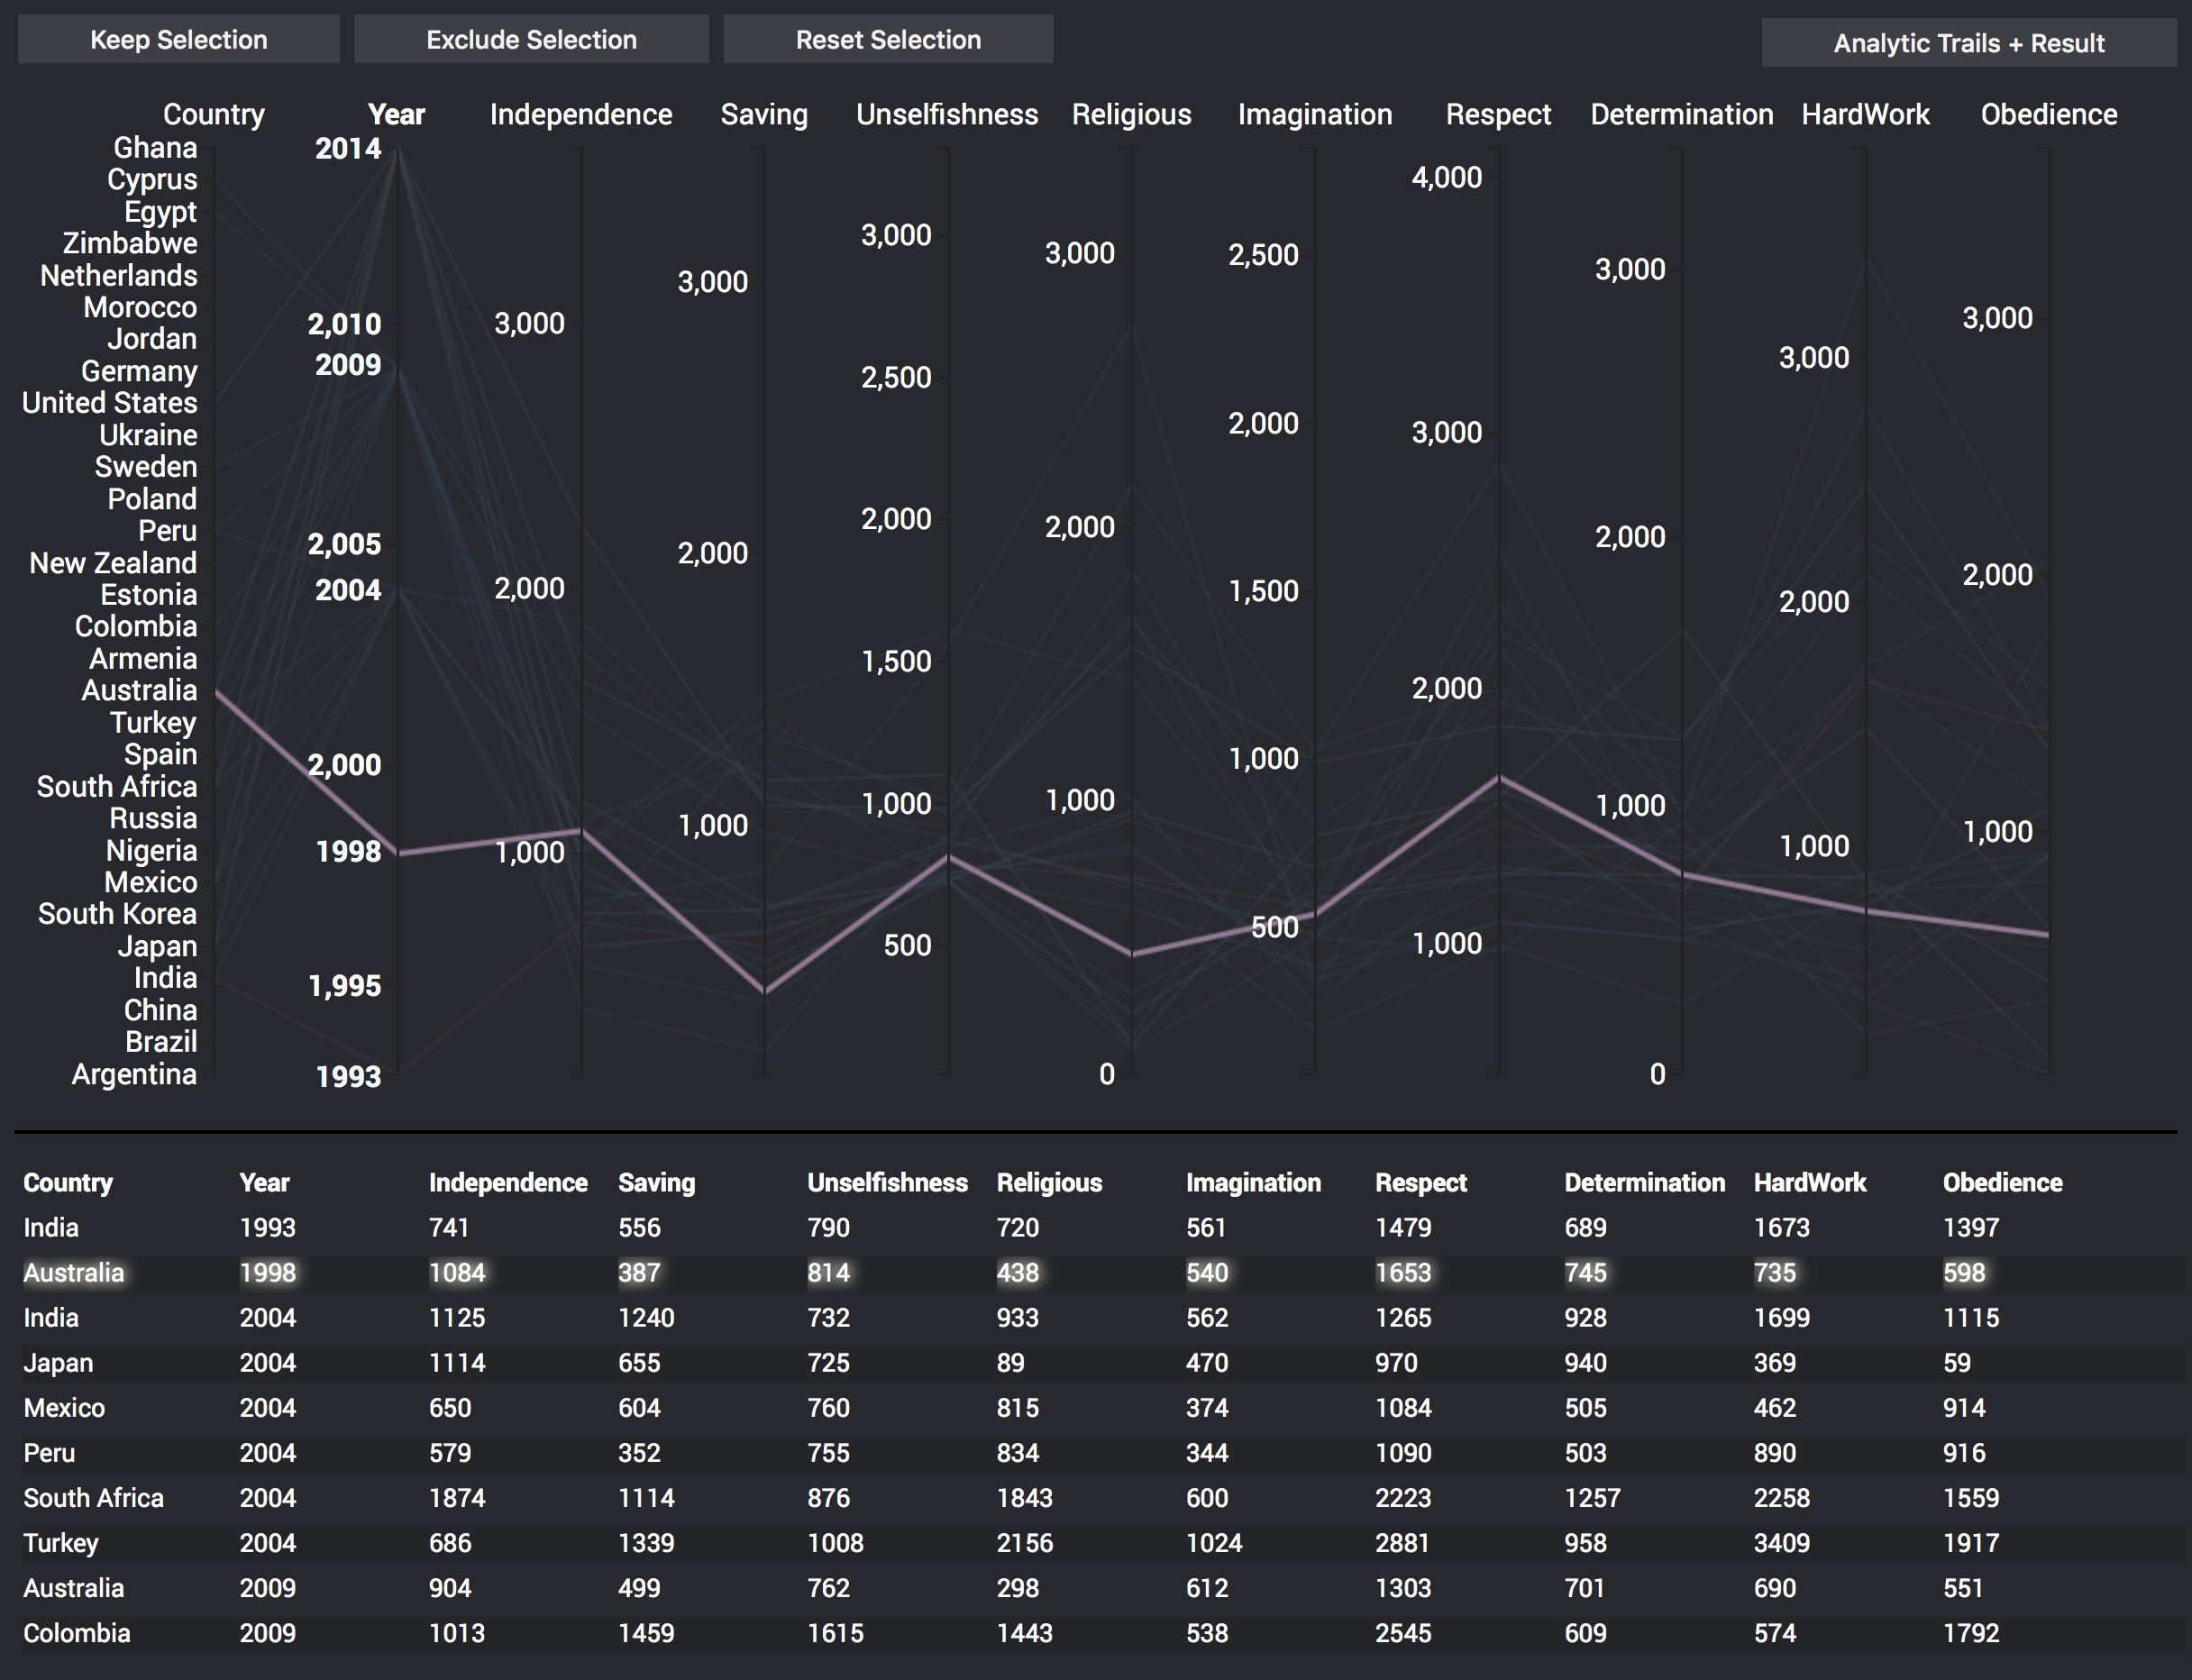 Keep Selection Exclude Selection Reset Selection Analytic Trails + Result
Country Year Independence Saving Unselfishness Religious Imagination Respect Determination HardWork Obedience
Ghana
Cyprus
Egypt
Zimbabwe
Netherlands
Morocco
Jordan
Germany
United States
Ukraine
Sweden
Poland
Peru
New Zealand
Estonia
Colombia
Armenia
Australia
Turkey
Spain
South Africa
Russia
Nigeria
Mexico
South Korea
Japan
India
China
Brazil
Argentina
2014
2,010
2009
2,005
2004
2,000
1998
1,995
1993
3,000
2,000
1,000
3,000
2,000
1,000
3,000
2,500
2,000
1,500
1,000
500
3,000
2,000
1,000
0
2,500
2,000
1,500
1,000
500
4,000
3,000
2,000
1,000
3,000
2,000
1,000
0
3,000
2,000
1,000
3,000
2,000
1,000
Country Year Independence Saving Unselfishness Religious Imagination Respect Determination HardWork Obedience
India 1993 741 556 790 720 561 1479 689 1673 1397
Australia 1998 1084 387 814 438 540 1653 745 735 598
India 2004 1125 1240 732 933 562 1265 928 1699 1115
Japan 2004 1114 655 725 89 470 970 940 369 59
Mexico 2004 650 604 760 815 374 1084 505 462 914
Peru 2004 579 352 755 834 344 1090 503 890 916
South Africa 2004 1874 1114 876 1843 600 2223 1257 2258 1559
Turkey 2004 686 1339 1008 2156 1024 2881 958 3409 1917
Australia 2009 904 499 762 298 612 1303 701 690 551
Colombia 2009 1013 1459 1615 1443 538 2545 609 574 1792